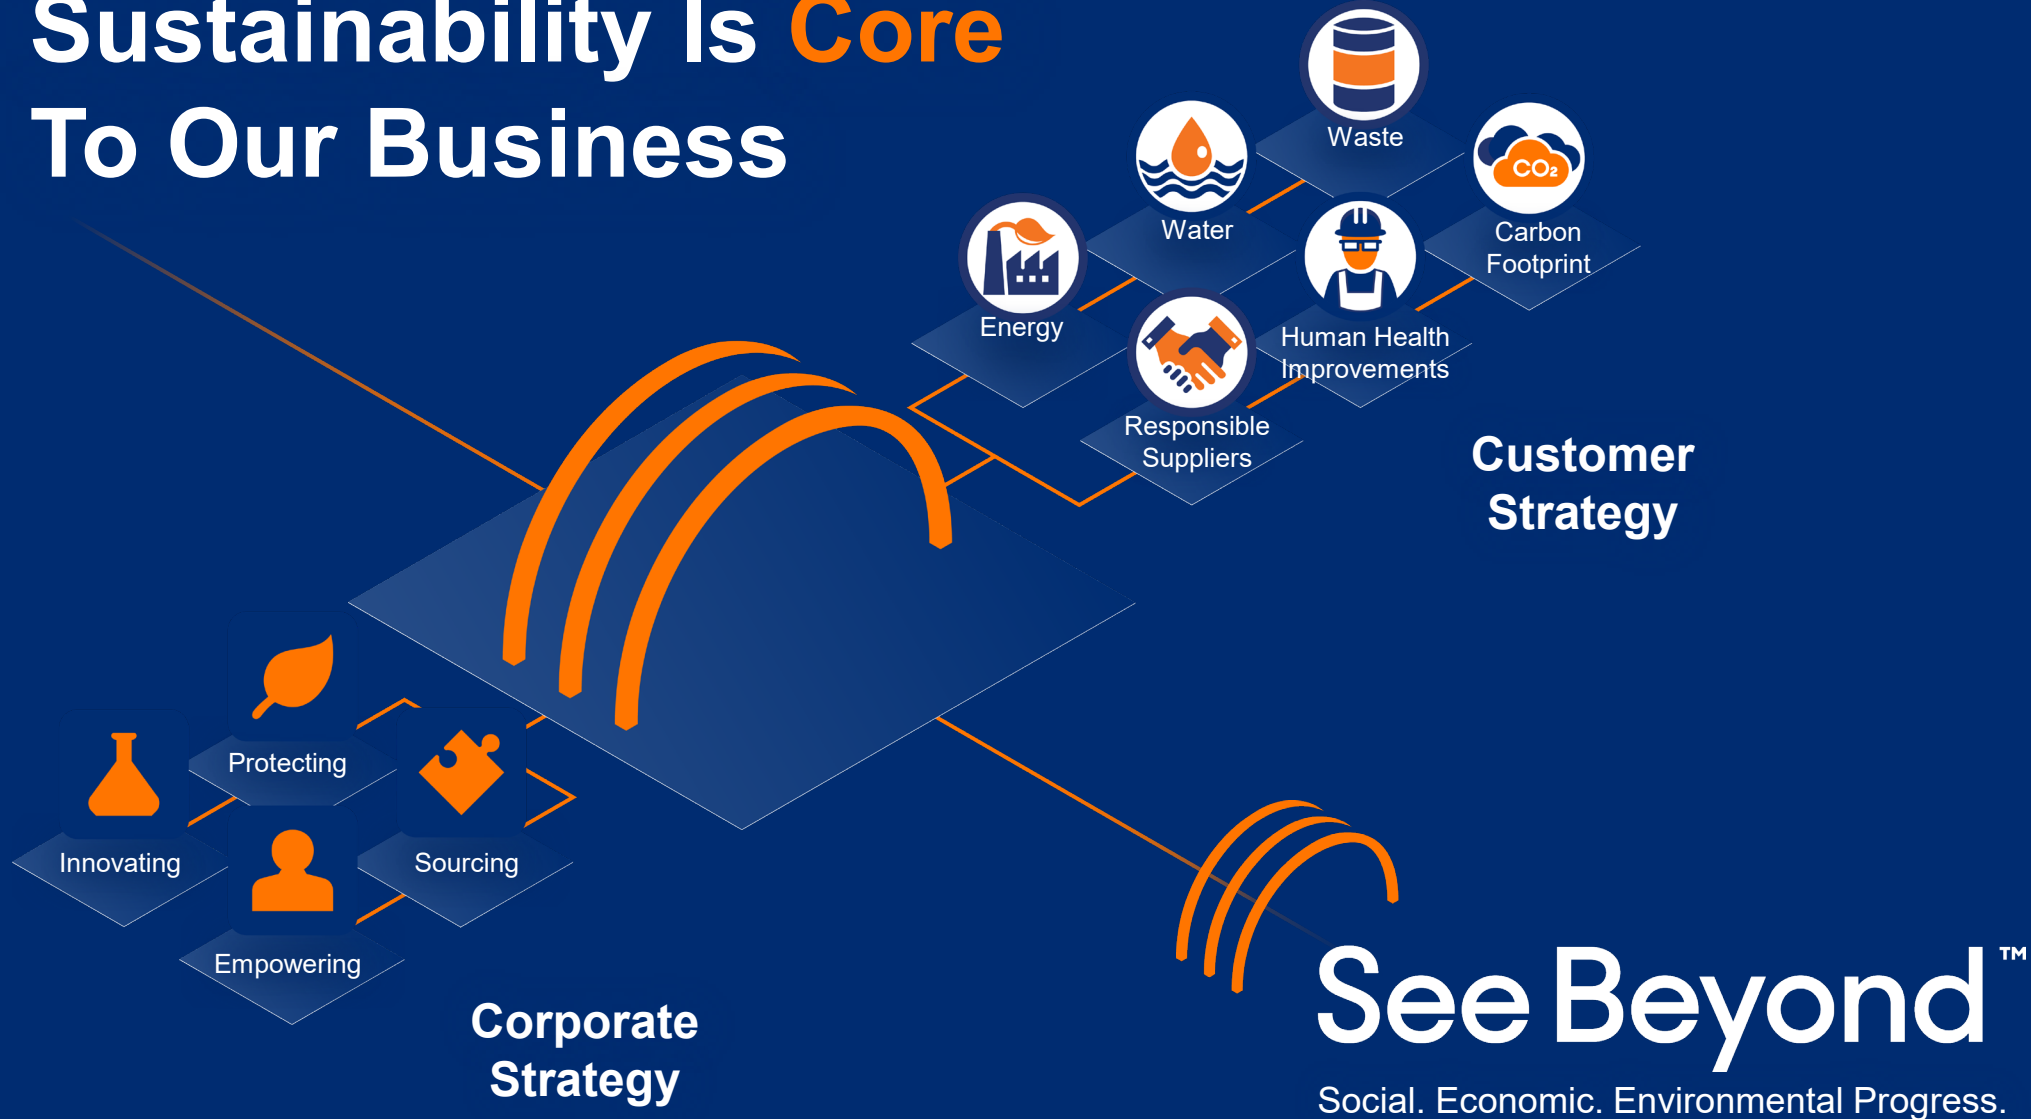 Sustainability Is Core
To Our Business
Waste
Water
Carbon
Footprint
CO₂
Energy
Human Health
Improvements
Responsible
Suppliers
Customer
Strategy
Protecting
Innovating
Sourcing
Empowering
Corporate
Strategy
See Beyond™
Social. Economic. Environmental Progress.